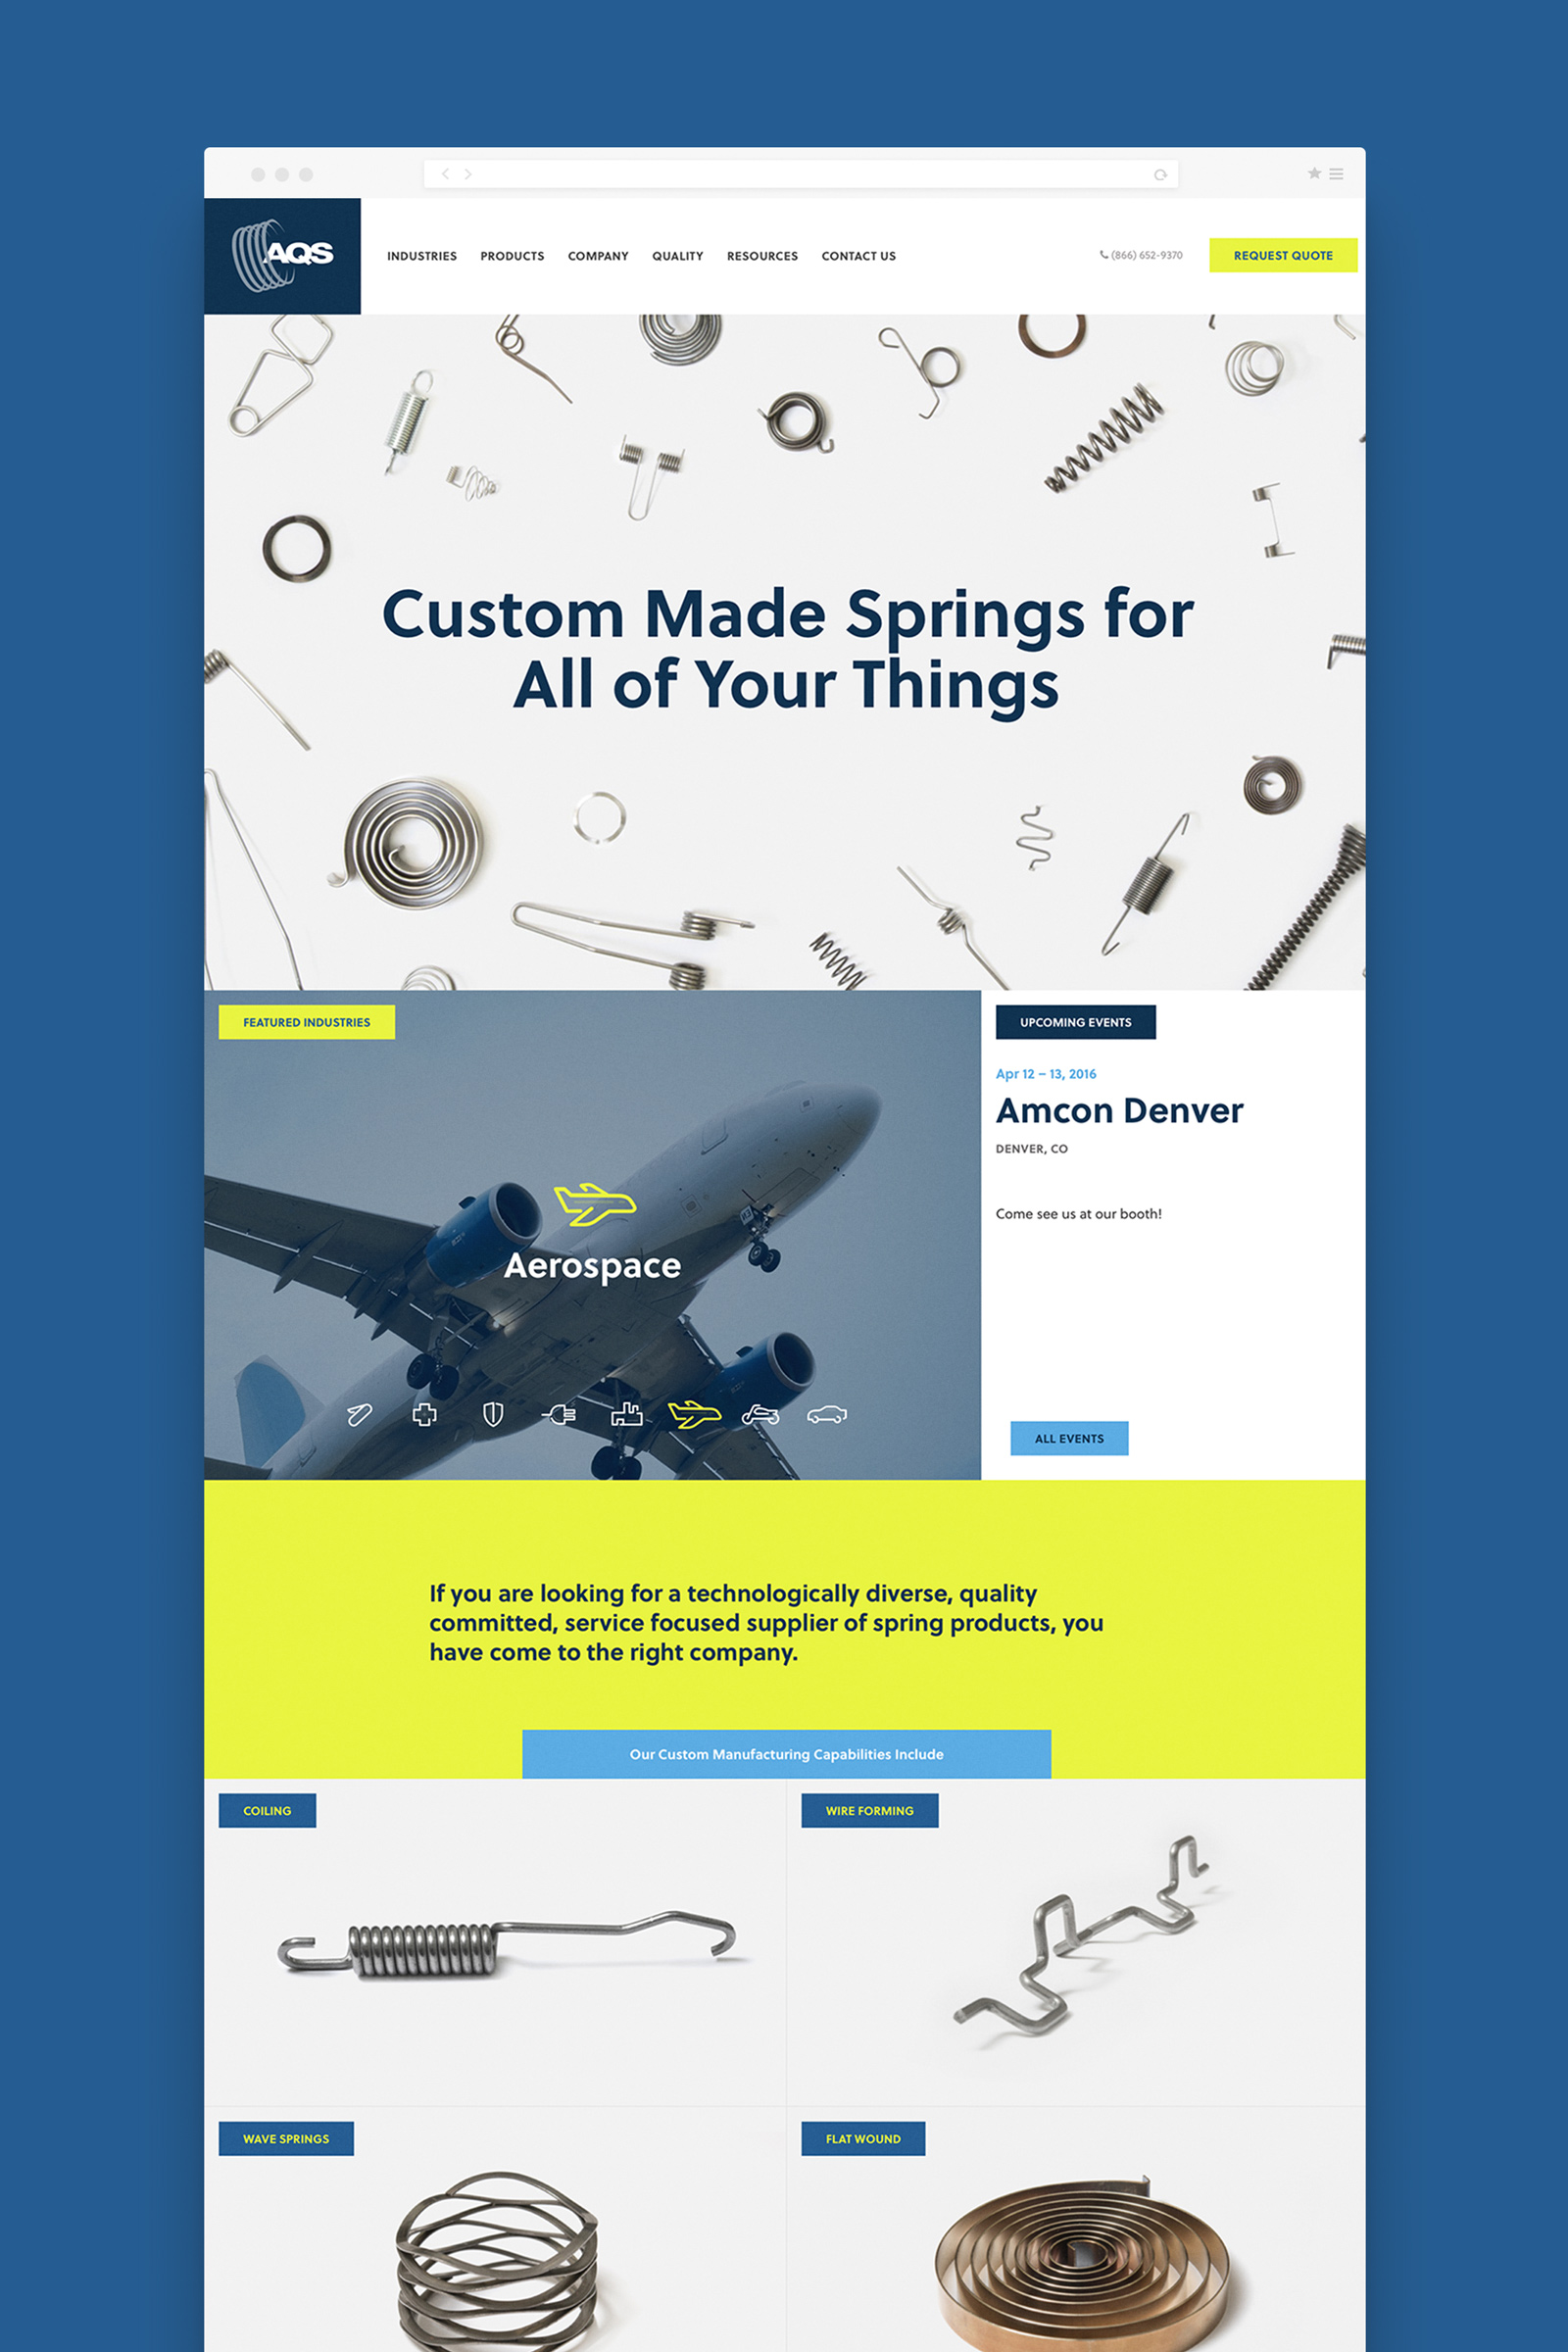 AQS
INDUSTRIES PRODUCTS COMPANY QUALITY RESOURCES CONTACT US
(866) 652-9370
REQUEST QUOTE
Custom Made Springs for
All of Your Things
FEATURED INDUSTRIES
Aerospace
UPCOMING EVENTS
Apr 12 – 13, 2016
Amcon Denver
DENVER, CO
Come see us at our booth!
ALL EVENTS
If you are looking for a technologically diverse, quality
committed, service focused supplier of spring products, you
have come to the right company.
Our Custom Manufacturing Capabilities Include
COILING
WIRE FORMING
WAVE SPRINGS
FLAT WOUND